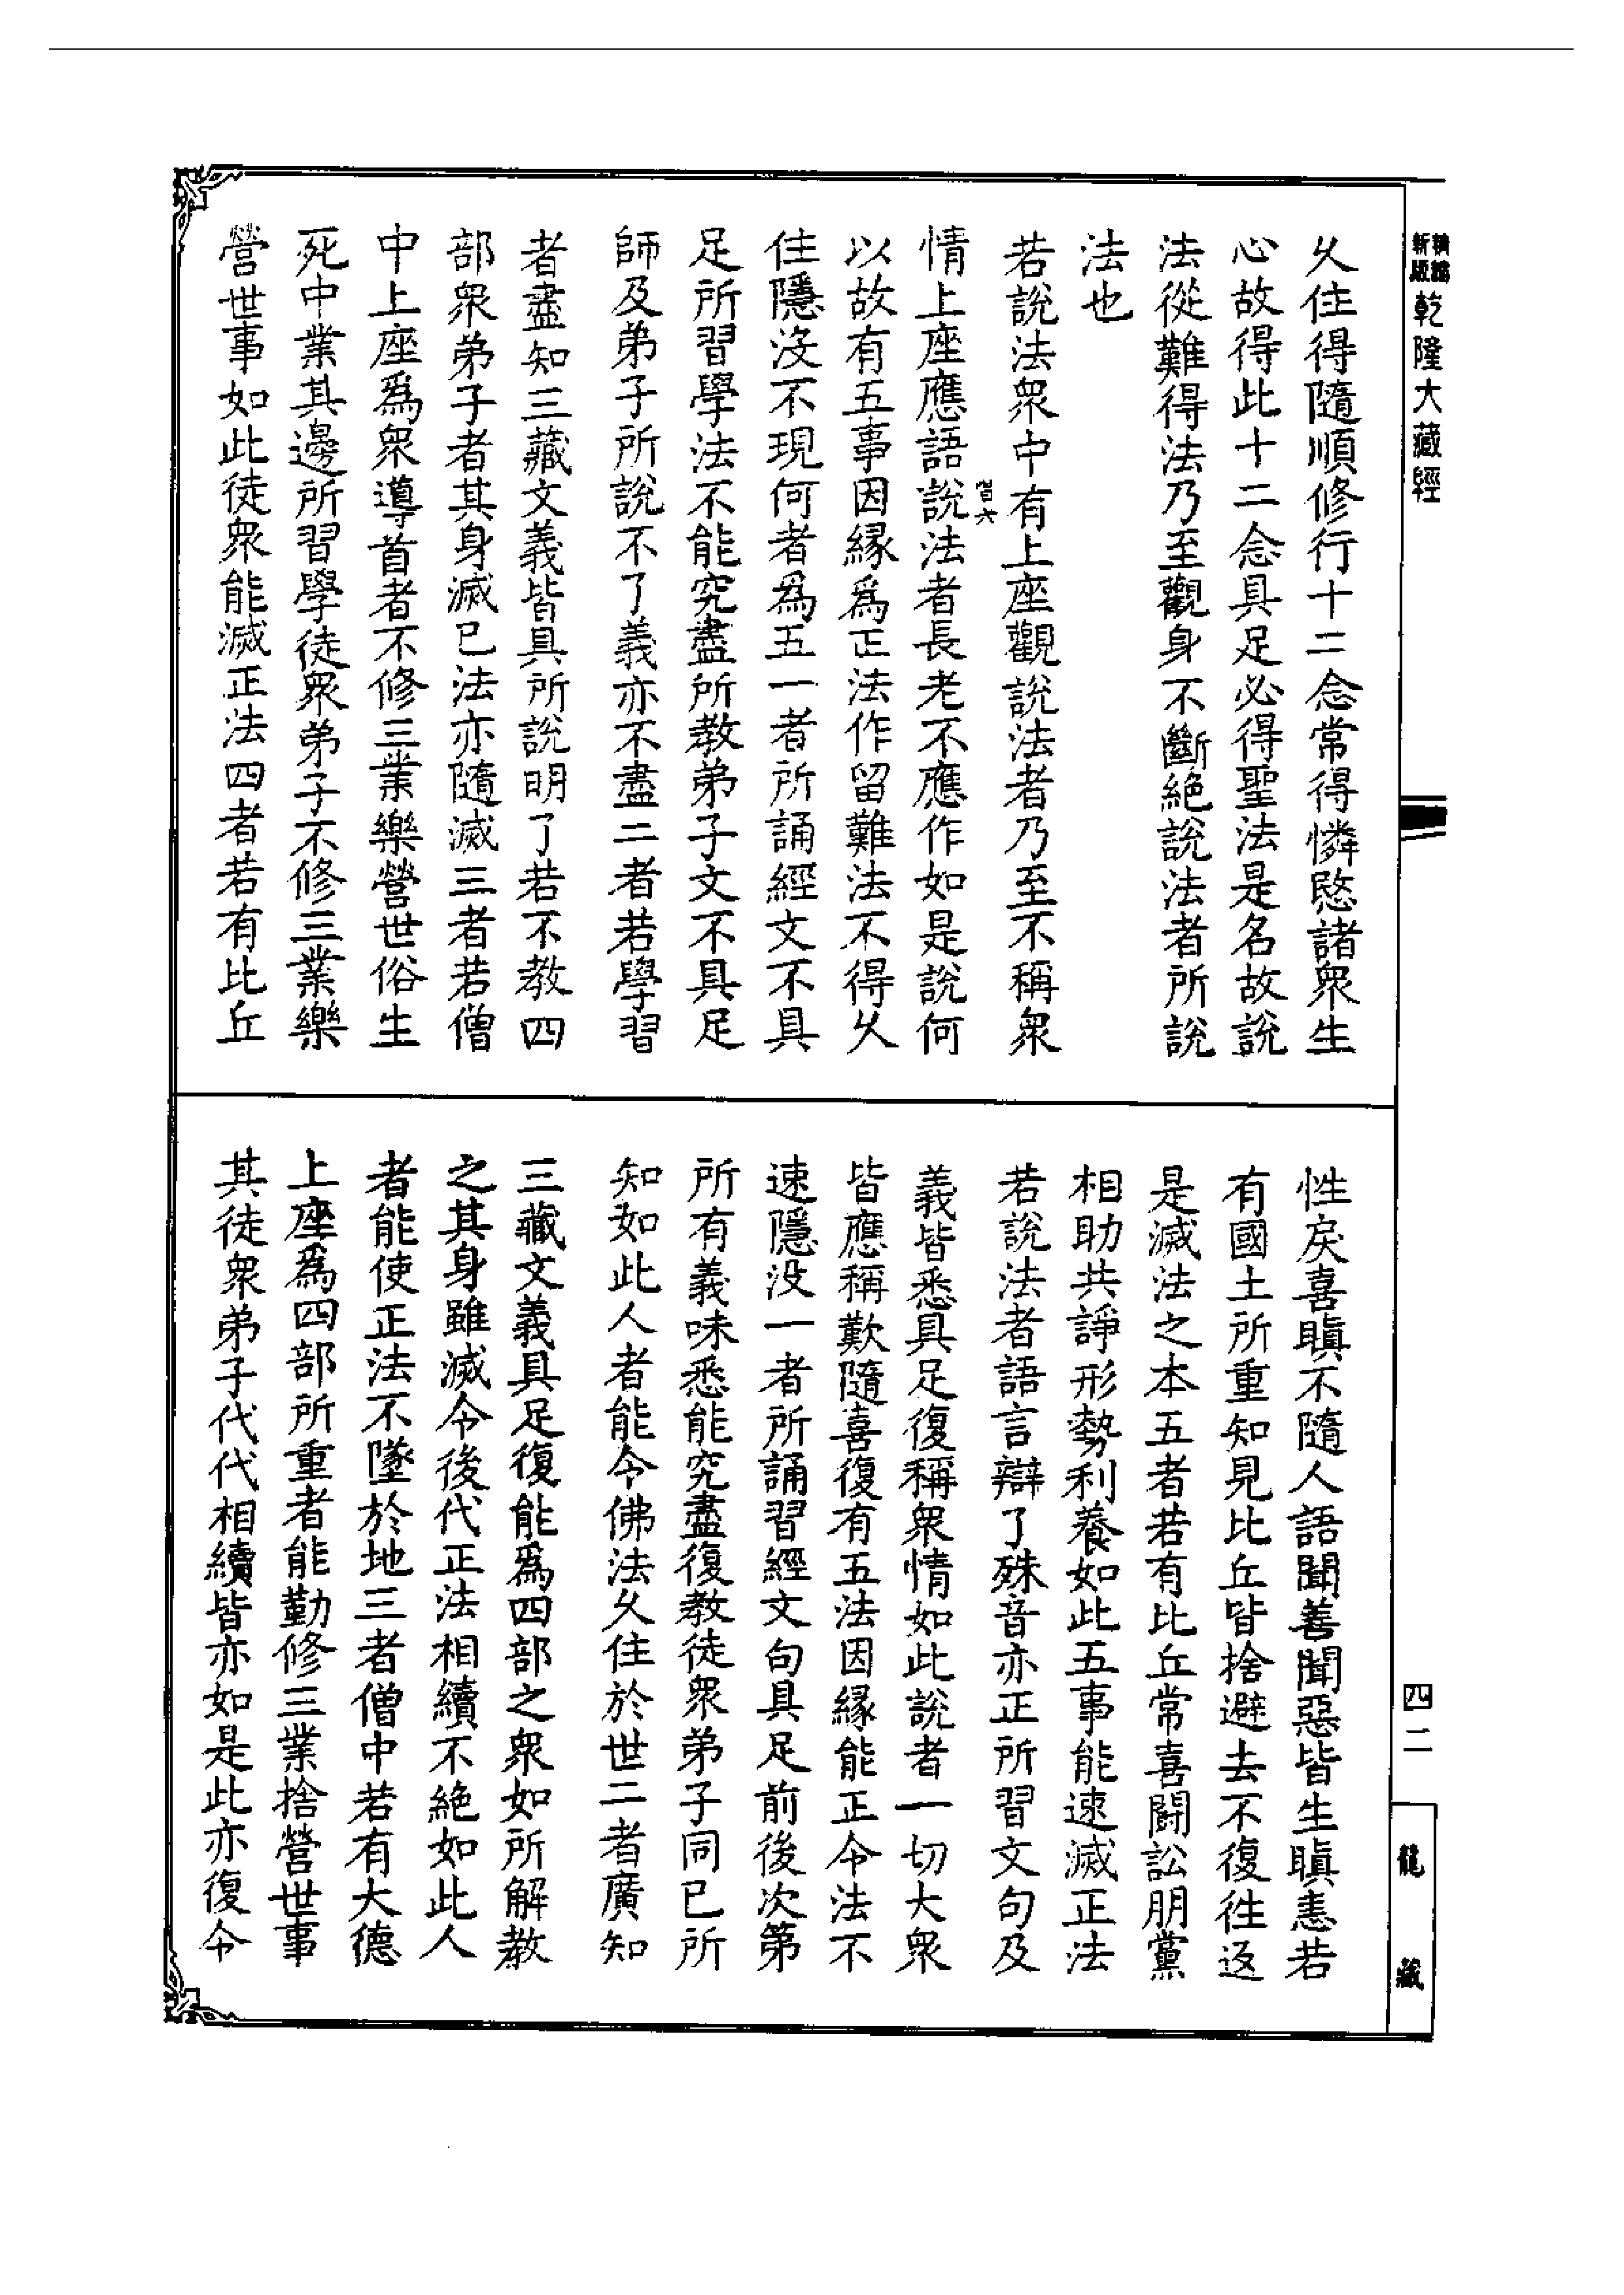 新版
精縮
乾隆大藏經
久住得隨順修行十二念常得憐愍諸衆生
心故得此十二念具足必得聖法是名故說
法從難得法乃至觀身不斷絶說法者所說
法也
若說法衆中有上座觀說法者乃至不稱衆
情上座應語說法者長老不應作如是說何
以故有五事因緣爲正法作留難法不得久
住隱沒不現何者爲五一者所誦經文不具
足所習學法不能究盡所教弟子文不具足
師及弟子所說不了義亦不盡二者若學習
者盡知三藏文義皆具所說明了若不教四
部衆弟子者其身滅已法亦隨滅三者若僧
中上座爲衆導首者不修三業樂營世俗生
死中業其邊所習學徒衆弟子不修三業樂
營世事如此徒衆能滅正法四者若有比丘
性戾喜瞋不隨人語聞善聞惡皆生瞋恚若
有國土所重知見比丘皆捨避去不復往返
是滅法之本五者若有比丘常喜鬪訟朋黨
相助共諍形勢利養如此五事能速滅正法
若說法者語言辯了殊音亦正所習文句及
義皆悉具足復稱衆情如此說者一切大衆
皆應稱歎隨喜復有五法因緣能正令法不
速隱没一者所誦習經文句具足前後次第
所有義味悉能究盡復教徒衆弟子同已所
知如此人者能令佛法久住於世二者廣知
三藏文義具足復能爲四部之衆如所解教
之其身雖滅令後代正法相續不絶如此人
者能使正法不墜於地三者僧中若有大德
上座爲四部所重者能勤修三業捨營世事
其徒衆弟子代代相續皆亦如是此亦復令
四二
龍藏